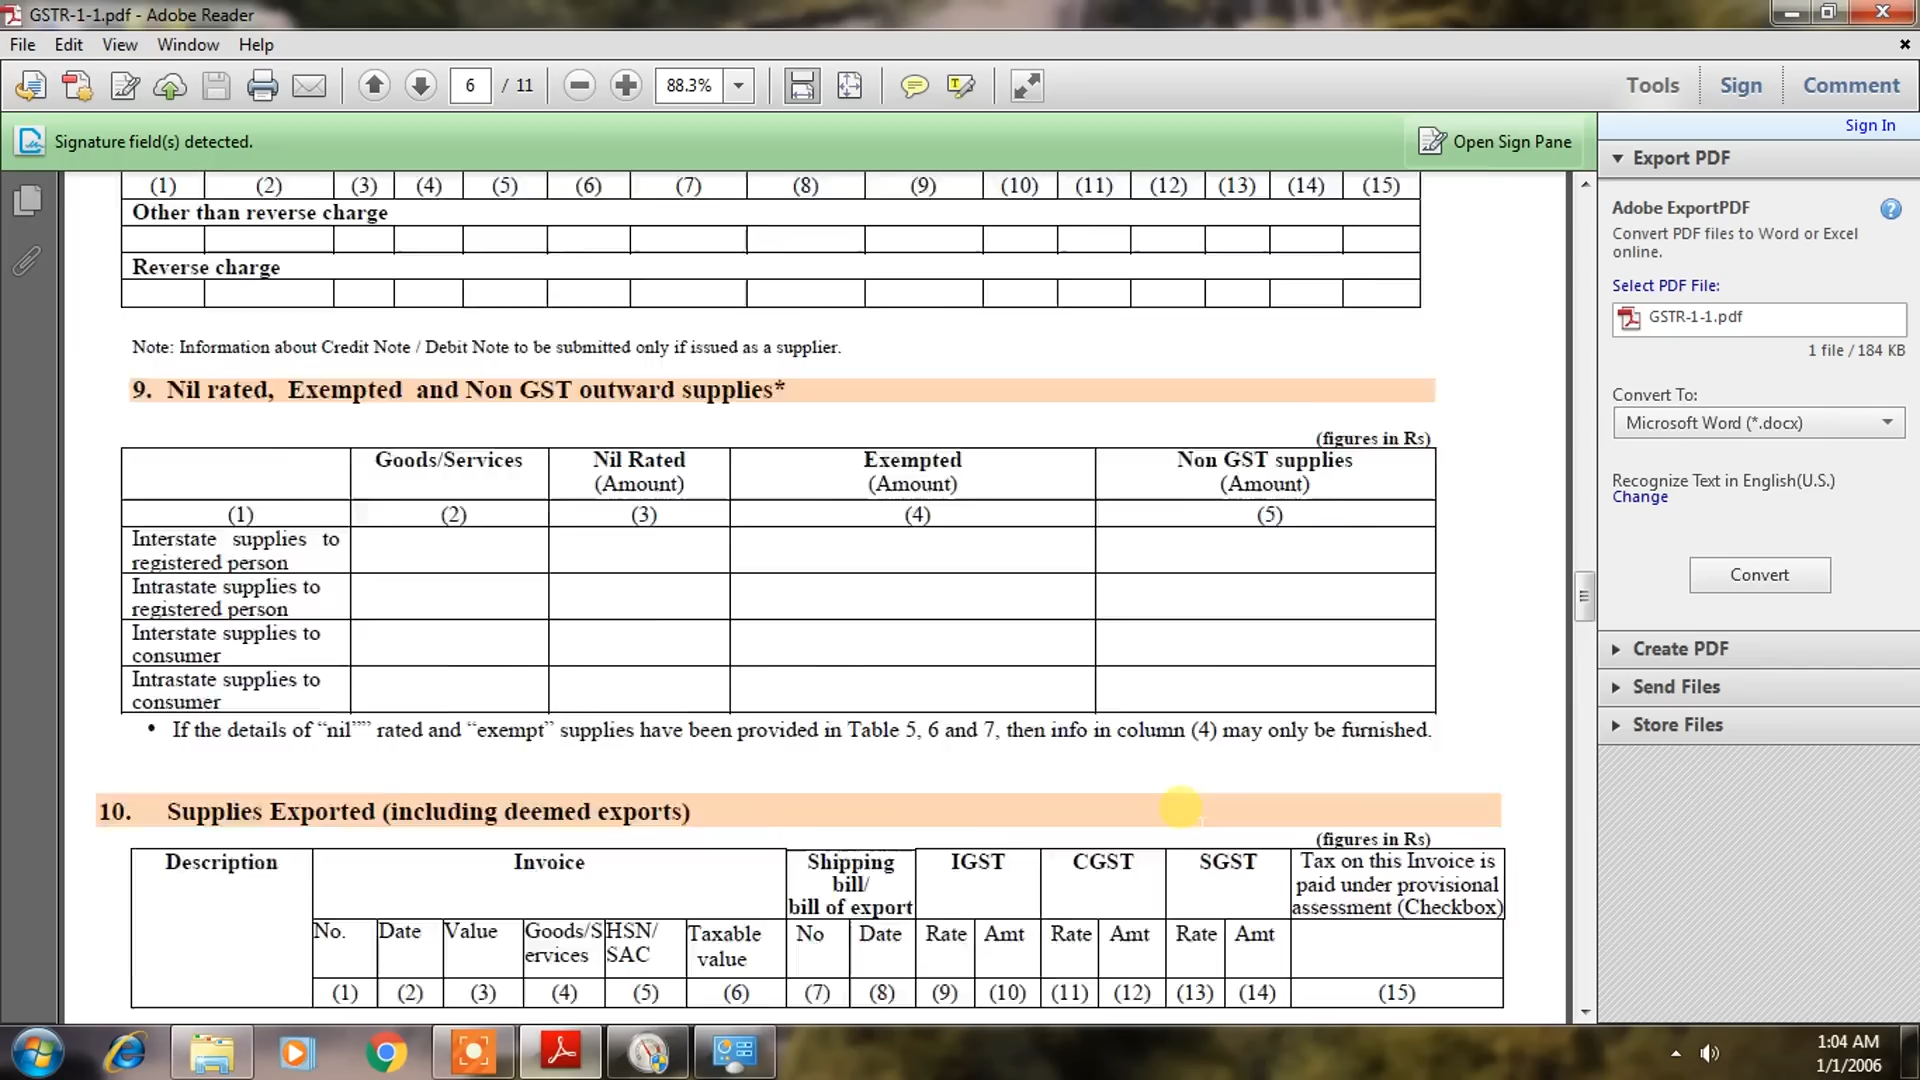 GSTR-1-1.pdf - Adobe Reader
File Edit View Window Help
6 / 11 88.3% Tools Sign Comment
Signature field(s) detected. Open Sign Pane
Sign In
Export PDF
Adobe ExportPDF
Convert PDF files to Word or Excel
online.
Select PDF File:
GSTR-1-1.pdf
1 file / 184 KB
Convert To:
Microsoft Word (*.docx)
Recognize Text in English(U.S.)
Change
Convert
Create PDF
Send Files
Store Files
(1) (2) (3) (4) (5) (6) (7) (8) (9) (10) (11) (12) (13) (14) (15)
Other than reverse charge
Reverse charge
Note: Information about Credit Note / Debit Note to be submitted only if issued as a supplier.
9. Nil rated, Exempted and Non GST outward supplies*
(figures in Rs)
Goods/Services Nil Rated Exempted Non GST supplies
(Amount) (Amount) (Amount)
(1) (2) (3) (4) (5)
Interstate supplies to
registered person
Intrastate supplies to
registered person
Interstate supplies to
consumer
Intrastate supplies to
consumer
• If the details of “nil”” rated and “exempt” supplies have been provided in Table 5, 6 and 7, then info in column (4) may only be furnished.
10. Supplies Exported (including deemed exports)
(figures in Rs)
Description Invoice Shipping IGST CGST SGST Tax on this Invoice is
bill/ paid under provisional
bill of export assessment (Checkbox)
No. Date Value Goods/S HSN/ Taxable No Date Rate Amt Rate Amt Rate Amt
ervices SAC value
(1) (2) (3) (4) (5) (6) (7) (8) (9) (10) (11) (12) (13) (14) (15)
1:04 AM
1/1/2006